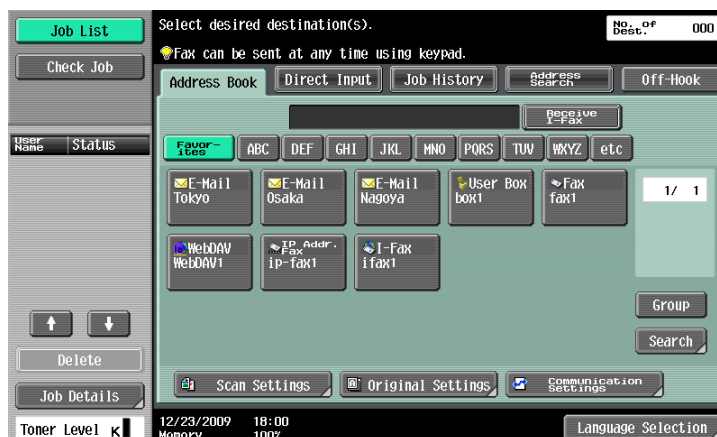 Job List
Check Job
User Name Status
Delete
Job Details
Toner Level K
Select desired destination(s).
No. of Dest. 000
Fax can be sent at any time using keypad.
Address Book Direct Input Job History Address Search Off-Hook
Receive I-Fax
Favor-ites ABC DEF GHI JKL MNO PQRS TUV WXYZ etc
E-Mail Tokyo
E-Mail Osaka
E-Mail Nagoya
User Box box1
Fax fax1
1/ 1
WebDAV WebDAV1
IP Addr. Fax ip-fax1
I-Fax ifax1
Group
Search
Scan Settings Original Settings Communication Settings
12/23/2009 18:00
Memory 100%
Language Selection